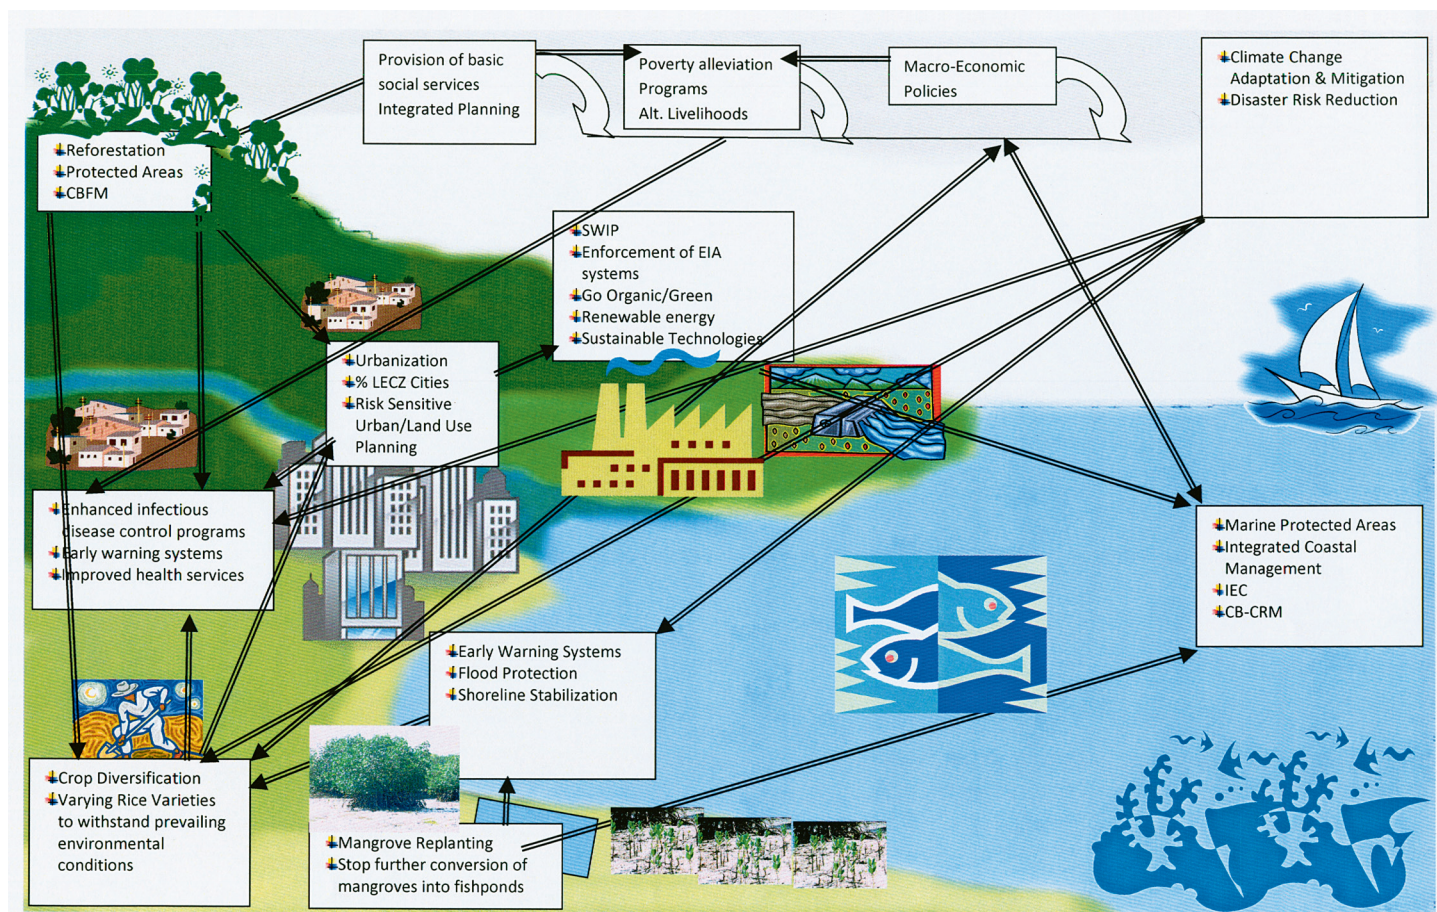 Provision of basic
social services
Integrated Planning
Poverty alleviation
Programs
Alt. Livelihoods
Macro-Economic
Policies
Climate Change
Adaptation & Mitigation
Disaster Risk Reduction
Reforestation
Protected Areas
CBFM
SWIP
Enforcement of EIA
systems
Go Organic/Green
Renewable energy
Sustainable Technologies
Urbanization
% LECZ Cities
Risk Sensitive
Urban/Land Use
Planning
Enhanced infectious
disease control programs
Early warning systems
Improved health services
Marine Protected Areas
Integrated Coastal
Management
IEC
CB-CRM
Early Warning Systems
Flood Protection
Shoreline Stabilization
Crop Diversification
Varying Rice Varieties
to withstand prevailing
environmental
conditions
Mangrove Replanting
Stop further conversion of
mangroves into fishponds